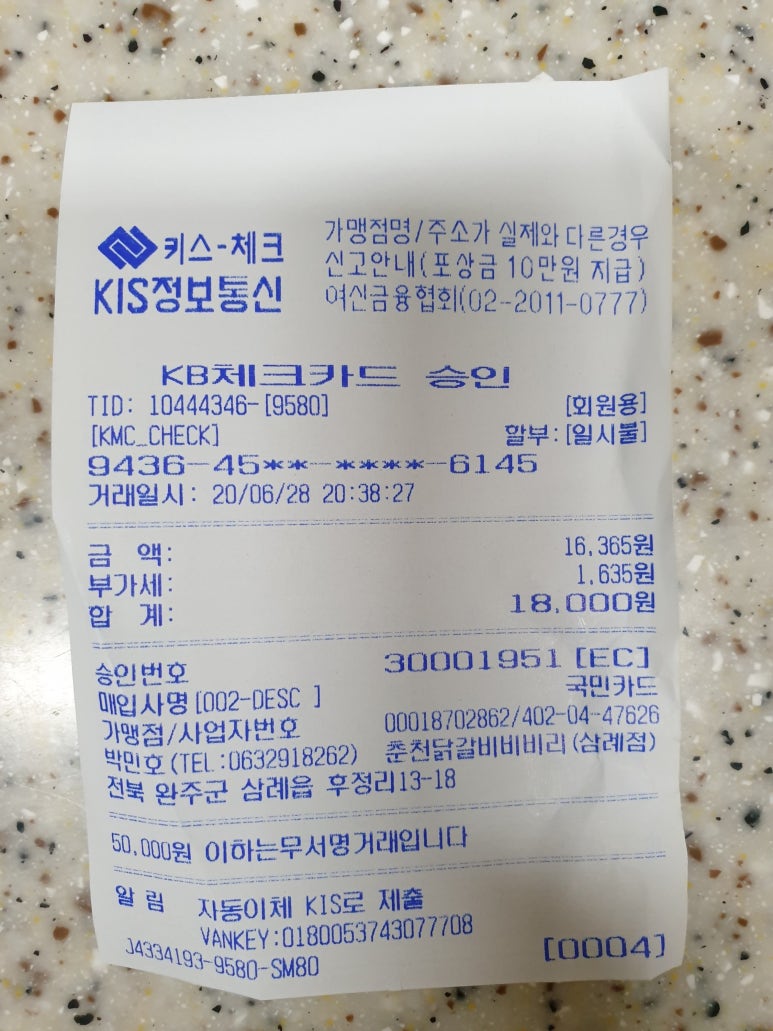 키스-체크
KIS정보통신
가맹점명/주소가 실제와 다른경우
신고안내(포상금 10만원 지급)
여신금융협회(02-2011-0777)
KB체크카드 승인
TID: 10444346-[9580] [회원용]
[KMC_CHECK] 할부:[일시불]
9436-45**-****-6145
거래일시: 20/06/28 20:38:27
금 액: 16,365원
부가세: 1,635원
합 계: 18,000원
승인번호 30001951 [EC]
매입사명[002-DESC ] 국민카드
가맹점/사업자번호 00018702862/402-04-47626
박민호(TEL:0632918262) 춘천닭갈비비비리(삼례점)
전북 완주군 삼례읍 후정리13-18
50,000원 이하는무서명거래입니다
알 림 자동이체 KIS로 제출
VANKEY:0180053743077708
J4334193-9580-SM80 [0004]